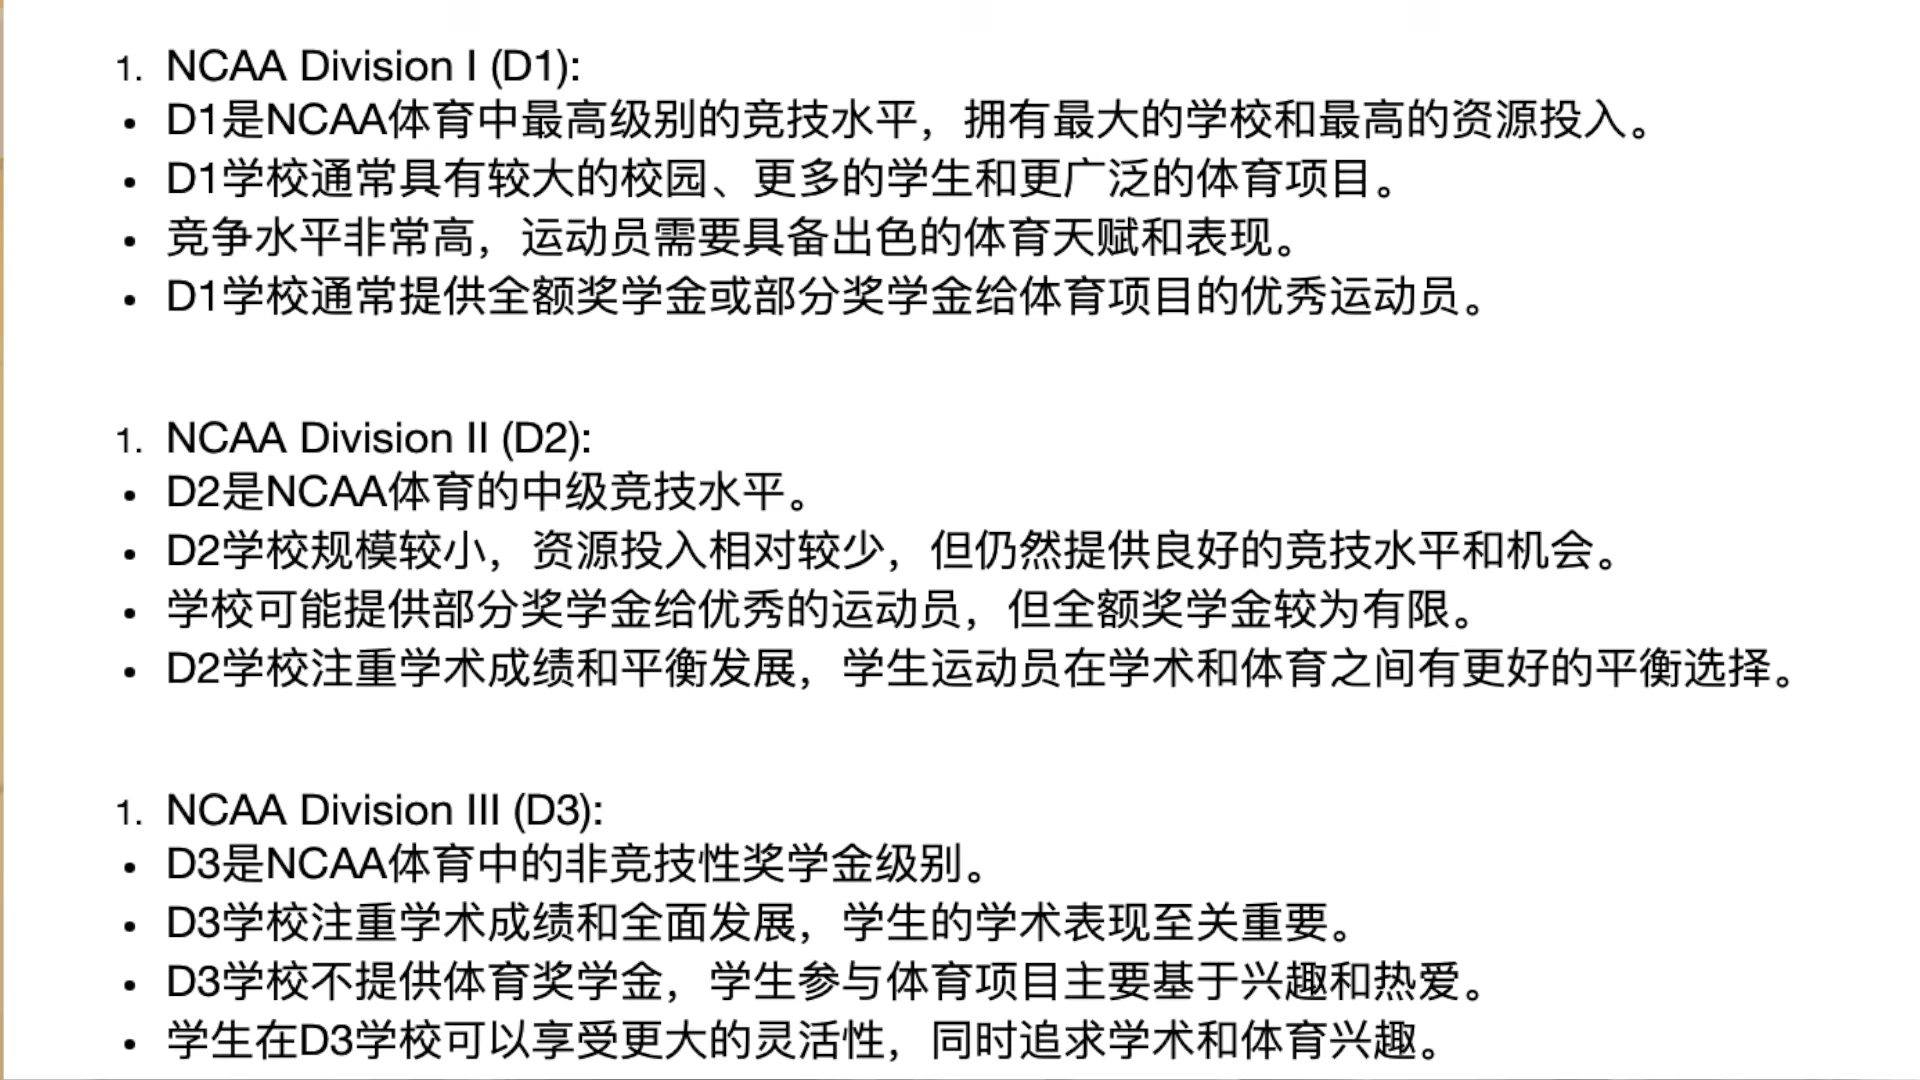 1. NCAA Division I (D1):
• D1是NCAA体育中最高级别的竞技水平，拥有最大的学校和最高的资源投入。
• D1学校通常具有较大的校园、更多的学生和更广泛的体育项目。
• 竞争水平非常高，运动员需要具备出色的体育天赋和表现。
• D1学校通常提供全额奖学金或部分奖学金给体育项目的优秀运动员。
1. NCAA Division II (D2):
• D2是NCAA体育的中级竞技水平。
• D2学校规模较小，资源投入相对较少，但仍然提供良好的竞技水平和机会。
• 学校可能提供部分奖学金给优秀的运动员，但全额奖学金较为有限。
• D2学校注重学术成绩和平衡发展，学生运动员在学术和体育之间有更好的平衡选择。
1. NCAA Division III (D3):
• D3是NCAA体育中的非竞技性奖学金级别。
• D3学校注重学术成绩和全面发展，学生的学术表现至关重要。
• D3学校不提供体育奖学金，学生参与体育项目主要基于兴趣和热爱。
• 学生在D3学校可以享受更大的灵活性，同时追求学术和体育兴趣。